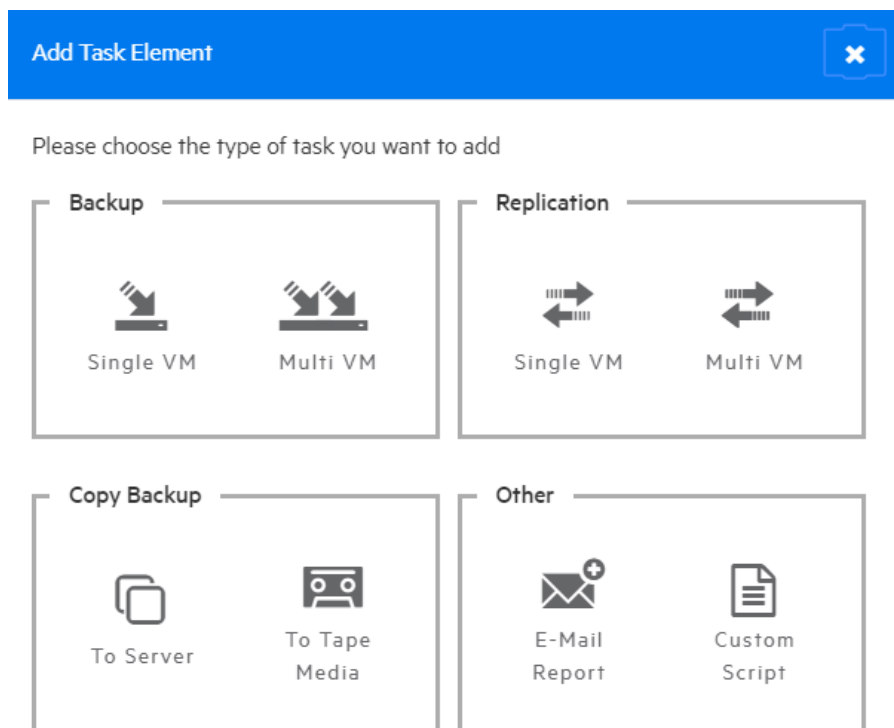 Add Task Element
Please choose the type of task you want to add
Backup
Single VM
Multi VM
Replication
Single VM
Multi VM
Copy Backup
To Server
To Tape
Media
Other
E-Mail
Report
Custom
Script